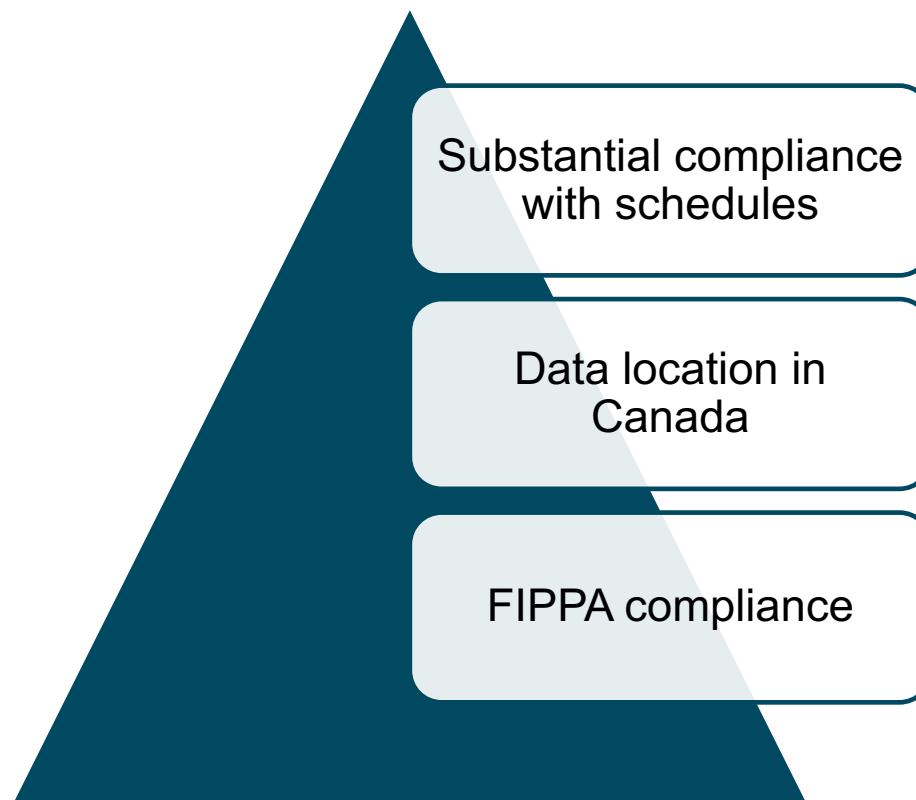 Substantial compliance
with schedules
Data location in
Canada
FIPPA compliance